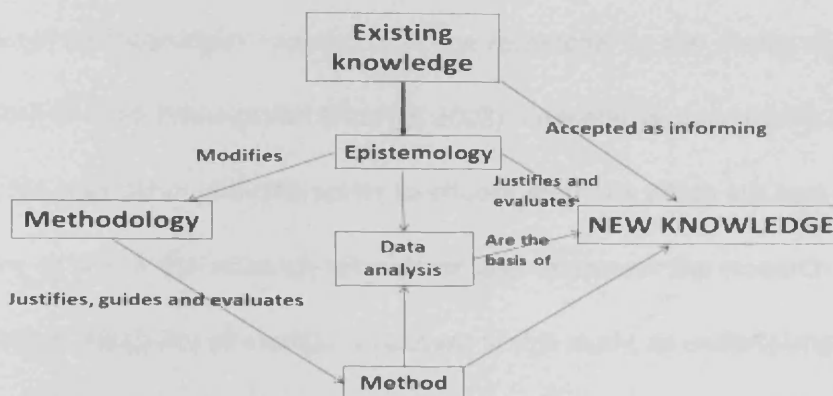 Existing
knowledge
Accepted as informing
Modifies
Epistemology
Justifies and
evaluates
Methodology
NEW KNOWLEDGE
Data
analysis
Are the
basis of
Justifies, guides and evaluates
Method